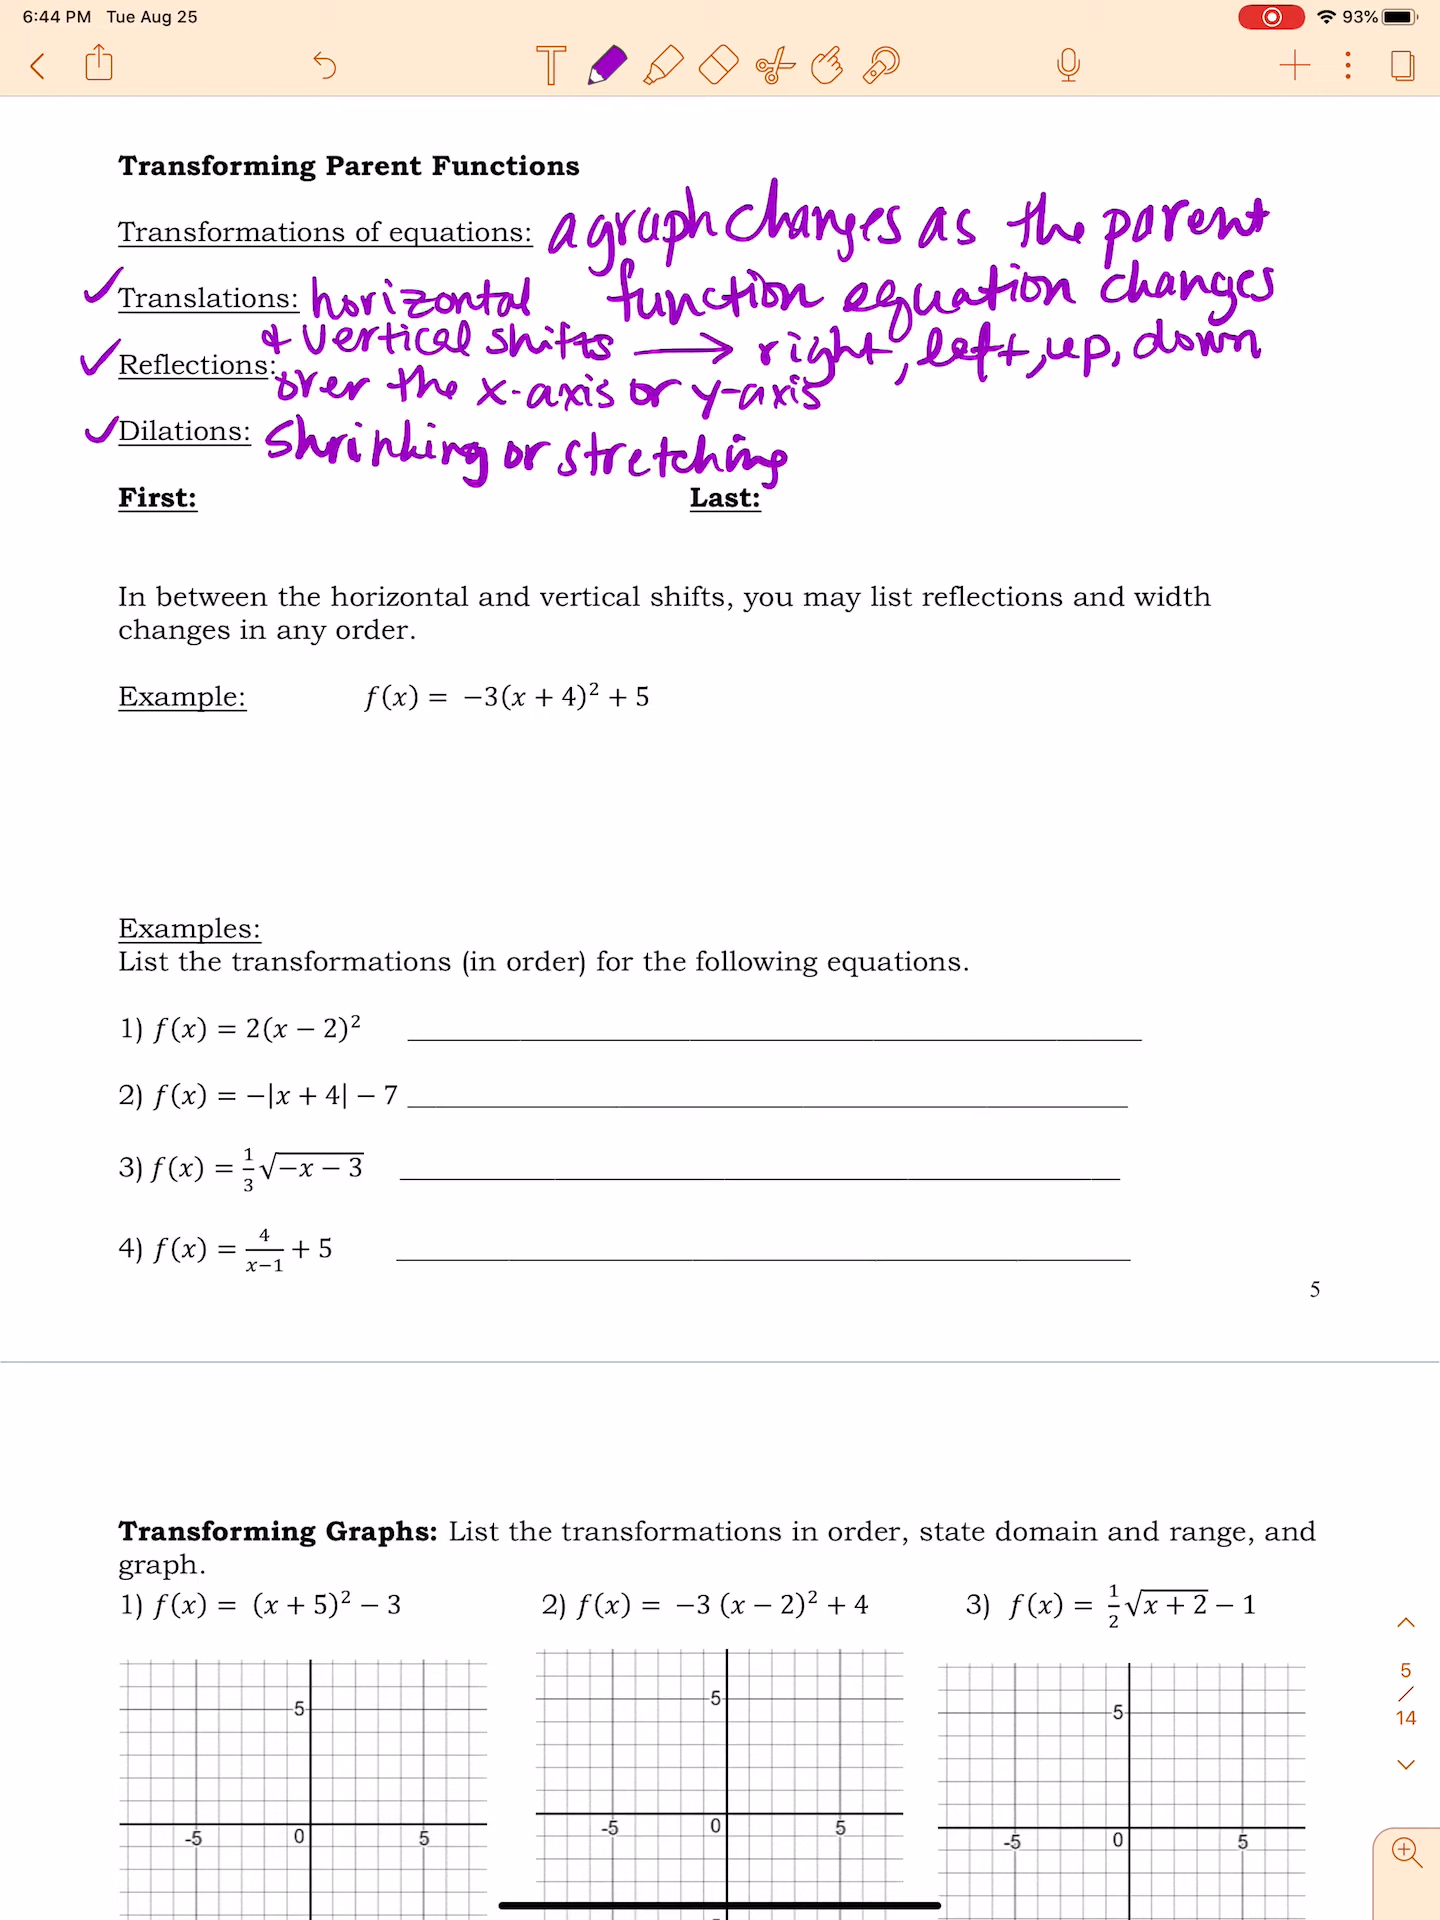 6:44 PM Tue Aug 25 93%
Transforming Parent Functions
Transformations of equations: a graph changes as the parent
function equation changes
✓Translations: horizontal
& vertical shifts → right, left, up, down
✓Reflections: over the x-axis or y-axis
✓Dilations: shrinking or stretching
First: Last:
In between the horizontal and vertical shifts, you may list reflections and width
changes in any order.
Example: f(x) = −3(x + 4)² + 5
Examples:
List the transformations (in order) for the following equations.
1) f(x) = 2(x − 2)² ____________________
2) f(x) = −|x + 4| − 7 ____________________
3) f(x) = 1/3 √(−x − 3) ____________________
4) f(x) = 4/(x−1) + 5 ____________________
5
Transforming Graphs: List the transformations in order, state domain and range, and
graph.
1) f(x) = (x + 5)² − 3 2) f(x) = −3 (x − 2)² + 4 3) f(x) = 1/2 √(x + 2) − 1
5 / 14
5 5 5
-5 0 5 -5 0 5 -5 0 5